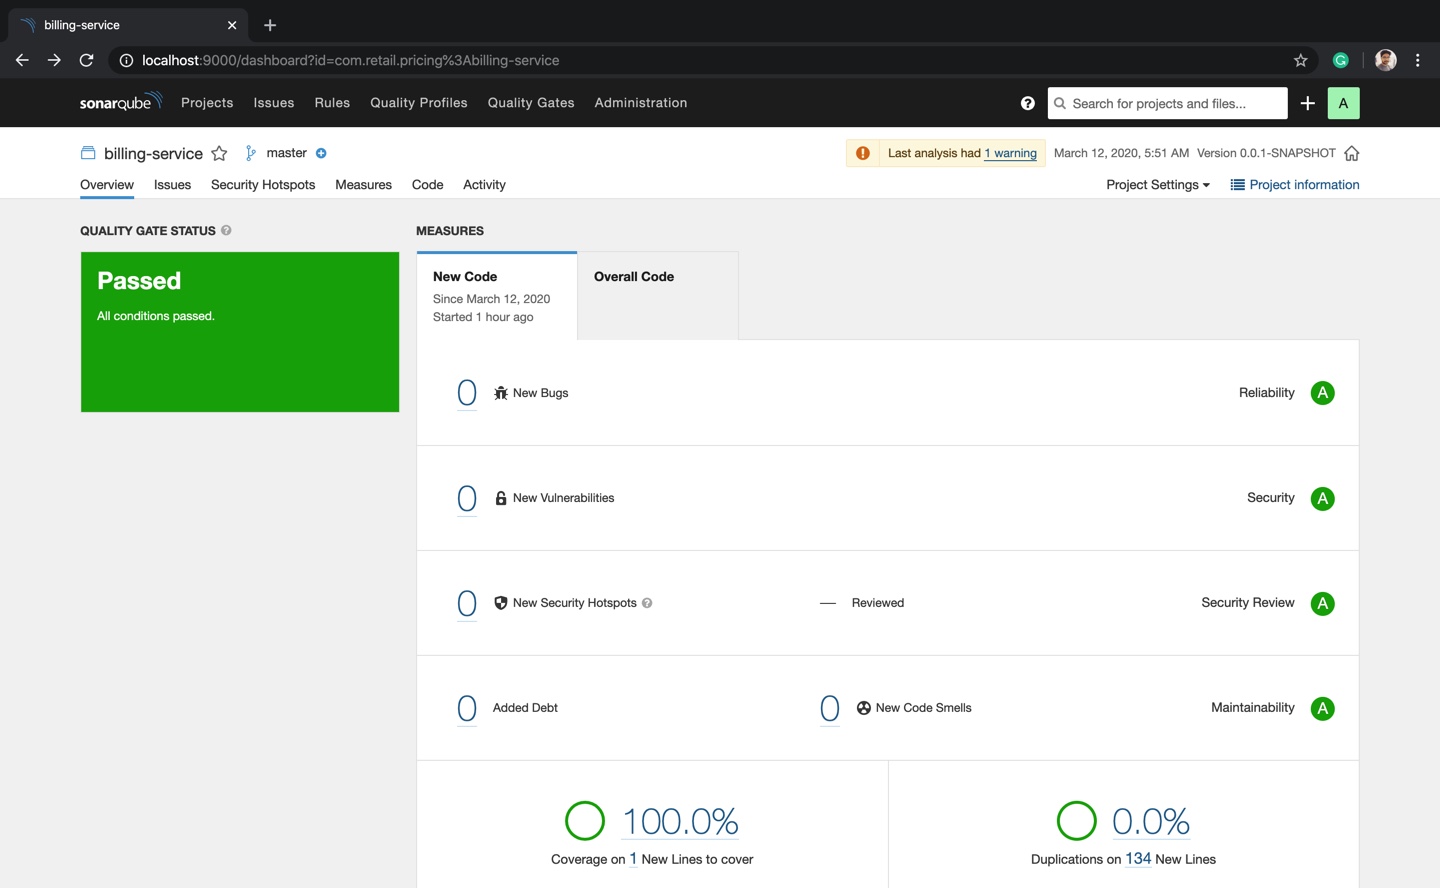 billing-service
localhost:9000/dashboard?id=com.retail.pricing%3Abilling-service
sonarqube Projects Issues Rules Quality Profiles Quality Gates Administration ? Search for projects and files... A
billing-service master Last analysis had 1 warning March 12, 2020, 5:51 AM Version 0.0.1-SNAPSHOT
Overview Issues Security Hotspots Measures Code Activity Project Settings Project information
QUALITY GATE STATUS ?
Passed
All conditions passed.
MEASURES
New Code
Since March 12, 2020
Started 1 hour ago
Overall Code
0 New Bugs Reliability A
0 New Vulnerabilities Security A
0 New Security Hotspots ? — Reviewed Security Review A
0 Added Debt 0 New Code Smells Maintainability A
100.0%
Coverage on 1 New Lines to cover
0.0%
Duplications on 134 New Lines